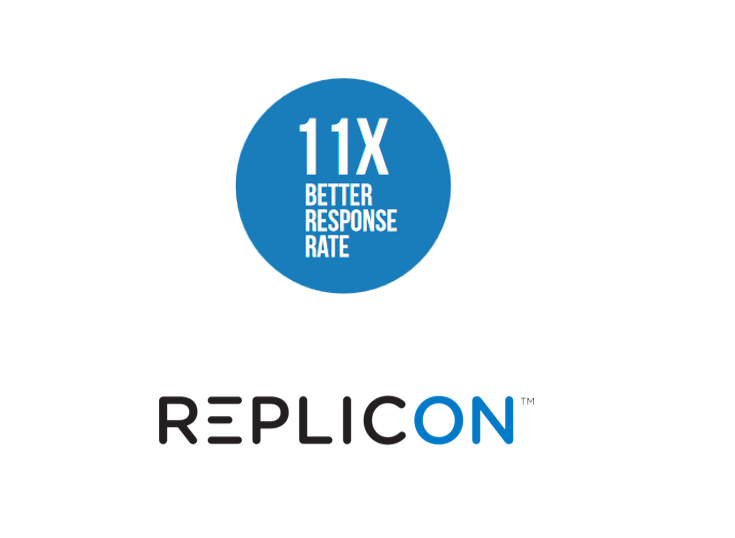 11X
BETTER
RESPONSE
RATE
REPLICON™